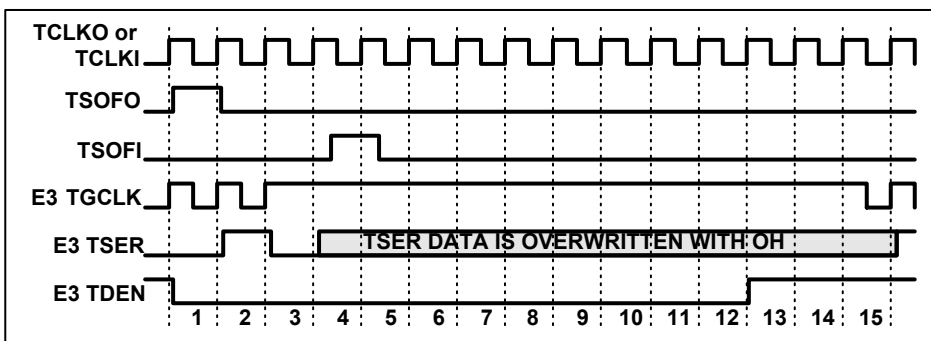 TCLKO or
TCLKI
TSOFO
TSOFI
E3 TGCLK
E3 TSER
TSER DATA IS OVERWRITTEN WITH OH
E3 TDEN
1 2 3 4 5 6 7 8 9 10 11 12 13 14 15